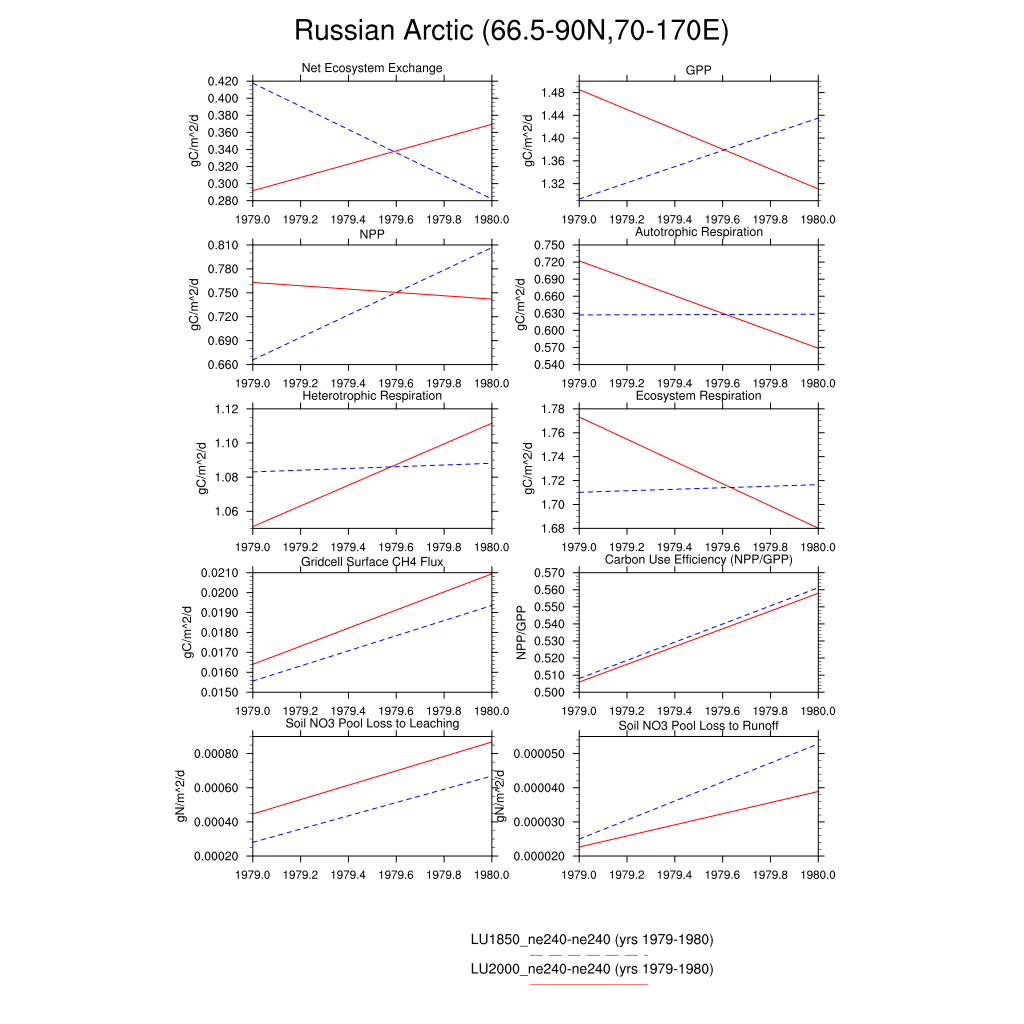 Russian Arctic (66.5-90N,70-170E)
Net Ecosystem Exchange
gC/m^2/d
0.420
0.400
0.380
0.360
0.340
0.320
0.300
0.280
1979.0 1979.2 1979.4 1979.6 1979.8 1980.0
GPP
gC/m^2/d
1.48
1.44
1.40
1.36
1.32
1979.0 1979.2 1979.4 1979.6 1979.8 1980.0
NPP
gC/m^2/d
0.810
0.780
0.750
0.720
0.690
0.660
1979.0 1979.2 1979.4 1979.6 1979.8 1980.0
Autotrophic Respiration
gC/m^2/d
0.750
0.720
0.690
0.660
0.630
0.600
0.570
0.540
1979.0 1979.2 1979.4 1979.6 1979.8 1980.0
Heterotrophic Respiration
gC/m^2/d
1.12
1.10
1.08
1.06
1979.0 1979.2 1979.4 1979.6 1979.8 1980.0
Ecosystem Respiration
gC/m^2/d
1.78
1.76
1.74
1.72
1.70
1.68
1979.0 1979.2 1979.4 1979.6 1979.8 1980.0
Gridcell Surface CH4 Flux
gC/m^2/d
0.0210
0.0200
0.0190
0.0180
0.0170
0.0160
0.0150
1979.0 1979.2 1979.4 1979.6 1979.8 1980.0
Carbon Use Efficiency (NPP/GPP)
NPP/GPP
0.570
0.560
0.550
0.540
0.530
0.520
0.510
0.500
1979.0 1979.2 1979.4 1979.6 1979.8 1980.0
Soil NO3 Pool Loss to Leaching
gN/m^2/d
0.00080
0.00060
0.00040
0.00020
1979.0 1979.2 1979.4 1979.6 1979.8 1980.0
Soil NO3 Pool Loss to Runoff
gN/m^2/d
0.000050
0.000040
0.000030
0.000020
1979.0 1979.2 1979.4 1979.6 1979.8 1980.0
LU1850_ne240-ne240 (yrs 1979-1980)
LU2000_ne240-ne240 (yrs 1979-1980)